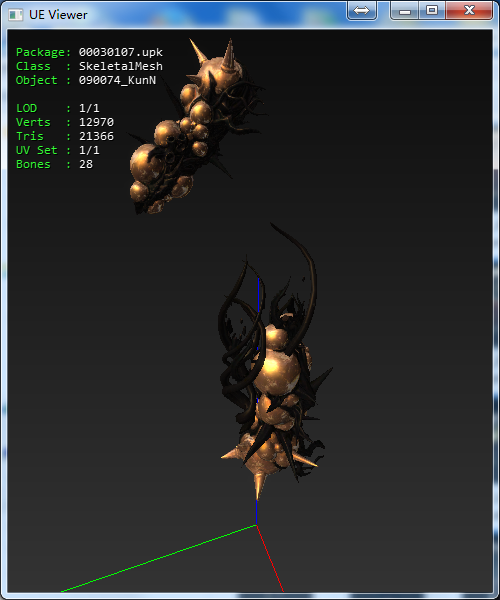 UE Viewer
Package: 00030107.upk
Class : SkeletalMesh
Object : 090074_KunN
LOD : 1/1
Verts : 12970
Tris : 21366
UV Set : 1/1
Bones : 28